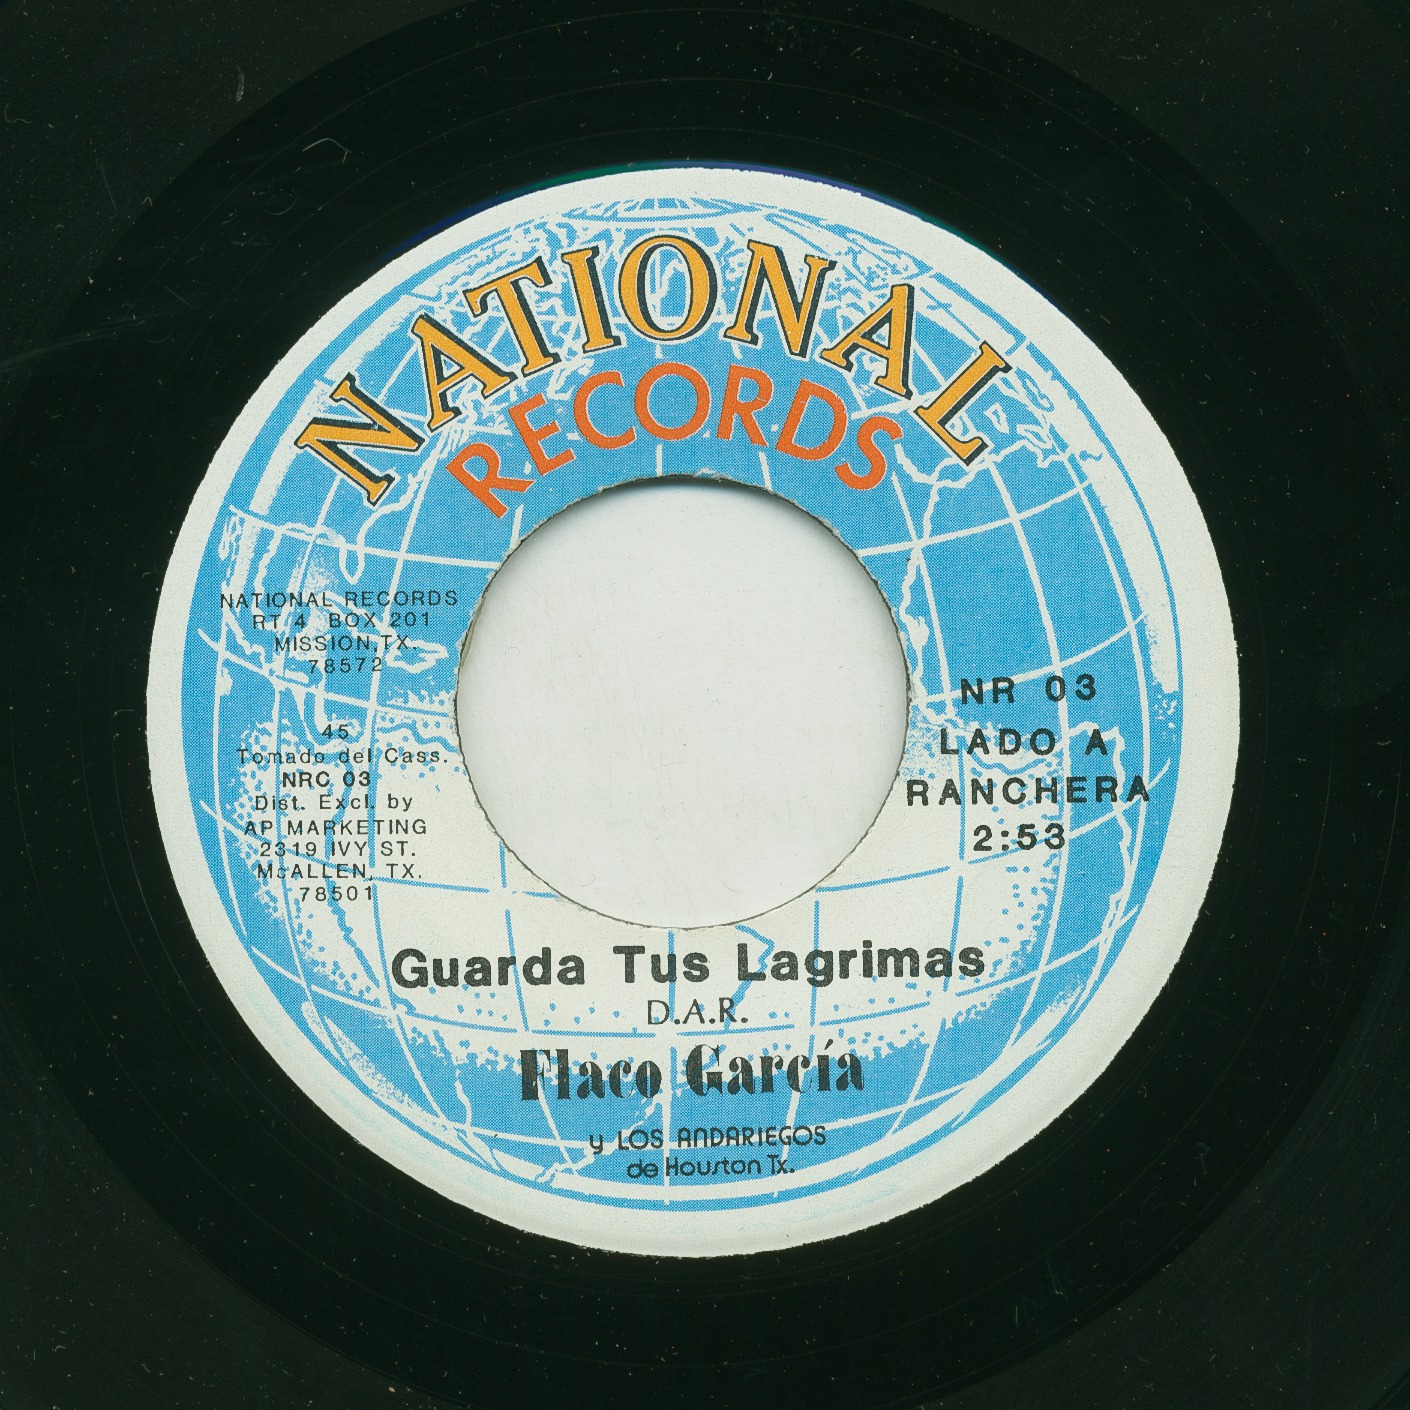 NATIONAL
RECORDS
NATIONAL RECORDS
RT 4 BOX 201
MISSION, TX.
78572
45
Tomado del Cass.
NRC 03
Dist. Excl. by
AP MARKETING
2319 IVY ST.
McALLEN, TX.
78501
NR 03
LADO A
RANCHERA
2:53
Guarda Tus Lagrimas
D.A.R.
Flaco García
y LOS ANDARIEGOS
de Houston Tx.